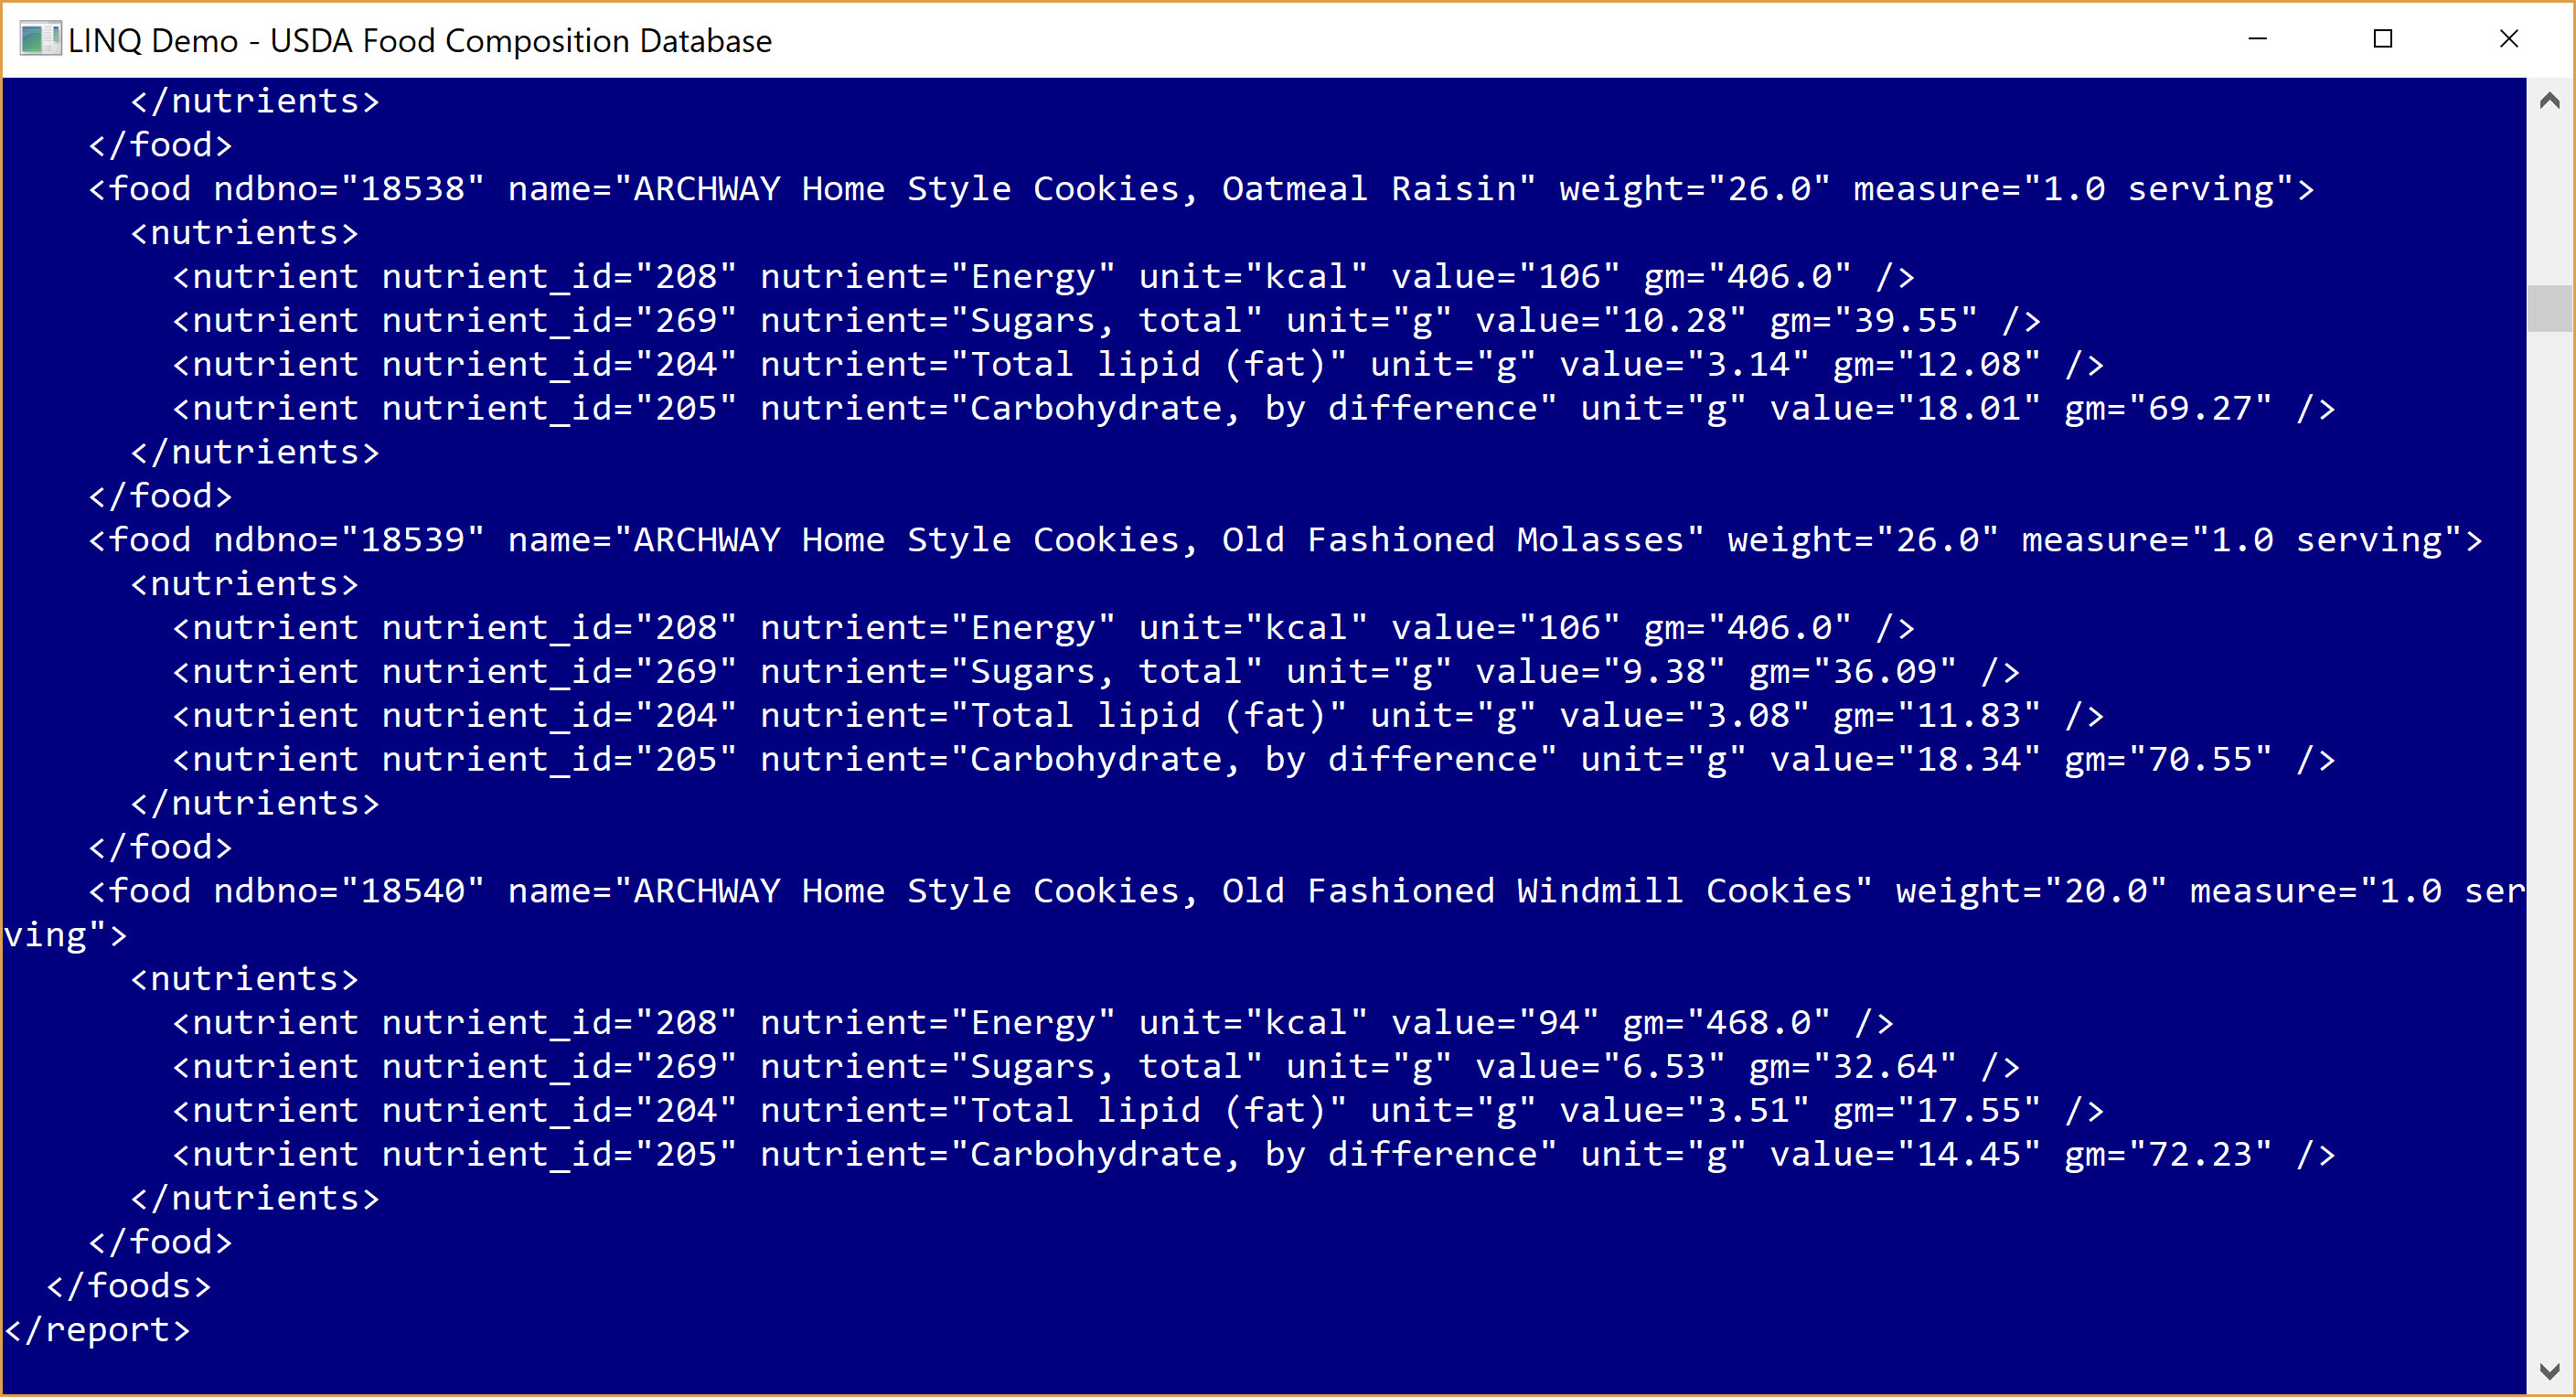 LINQ Demo - USDA Food Composition Database
      </nutrients>
    </food>
    <food ndbno="18538" name="ARCHWAY Home Style Cookies, Oatmeal Raisin" weight="26.0" measure="1.0 serving">
      <nutrients>
        <nutrient nutrient_id="208" nutrient="Energy" unit="kcal" value="106" gm="406.0" />
        <nutrient nutrient_id="269" nutrient="Sugars, total" unit="g" value="10.28" gm="39.55" />
        <nutrient nutrient_id="204" nutrient="Total lipid (fat)" unit="g" value="3.14" gm="12.08" />
        <nutrient nutrient_id="205" nutrient="Carbohydrate, by difference" unit="g" value="18.01" gm="69.27" />
      </nutrients>
    </food>
    <food ndbno="18539" name="ARCHWAY Home Style Cookies, Old Fashioned Molasses" weight="26.0" measure="1.0 serving">
      <nutrients>
        <nutrient nutrient_id="208" nutrient="Energy" unit="kcal" value="106" gm="406.0" />
        <nutrient nutrient_id="269" nutrient="Sugars, total" unit="g" value="9.38" gm="36.09" />
        <nutrient nutrient_id="204" nutrient="Total lipid (fat)" unit="g" value="3.08" gm="11.83" />
        <nutrient nutrient_id="205" nutrient="Carbohydrate, by difference" unit="g" value="18.34" gm="70.55" />
      </nutrients>
    </food>
    <food ndbno="18540" name="ARCHWAY Home Style Cookies, Old Fashioned Windmill Cookies" weight="20.0" measure="1.0 ser
ving">
      <nutrients>
        <nutrient nutrient_id="208" nutrient="Energy" unit="kcal" value="94" gm="468.0" />
        <nutrient nutrient_id="269" nutrient="Sugars, total" unit="g" value="6.53" gm="32.64" />
        <nutrient nutrient_id="204" nutrient="Total lipid (fat)" unit="g" value="3.51" gm="17.55" />
        <nutrient nutrient_id="205" nutrient="Carbohydrate, by difference" unit="g" value="14.45" gm="72.23" />
      </nutrients>
    </food>
  </foods>
</report>